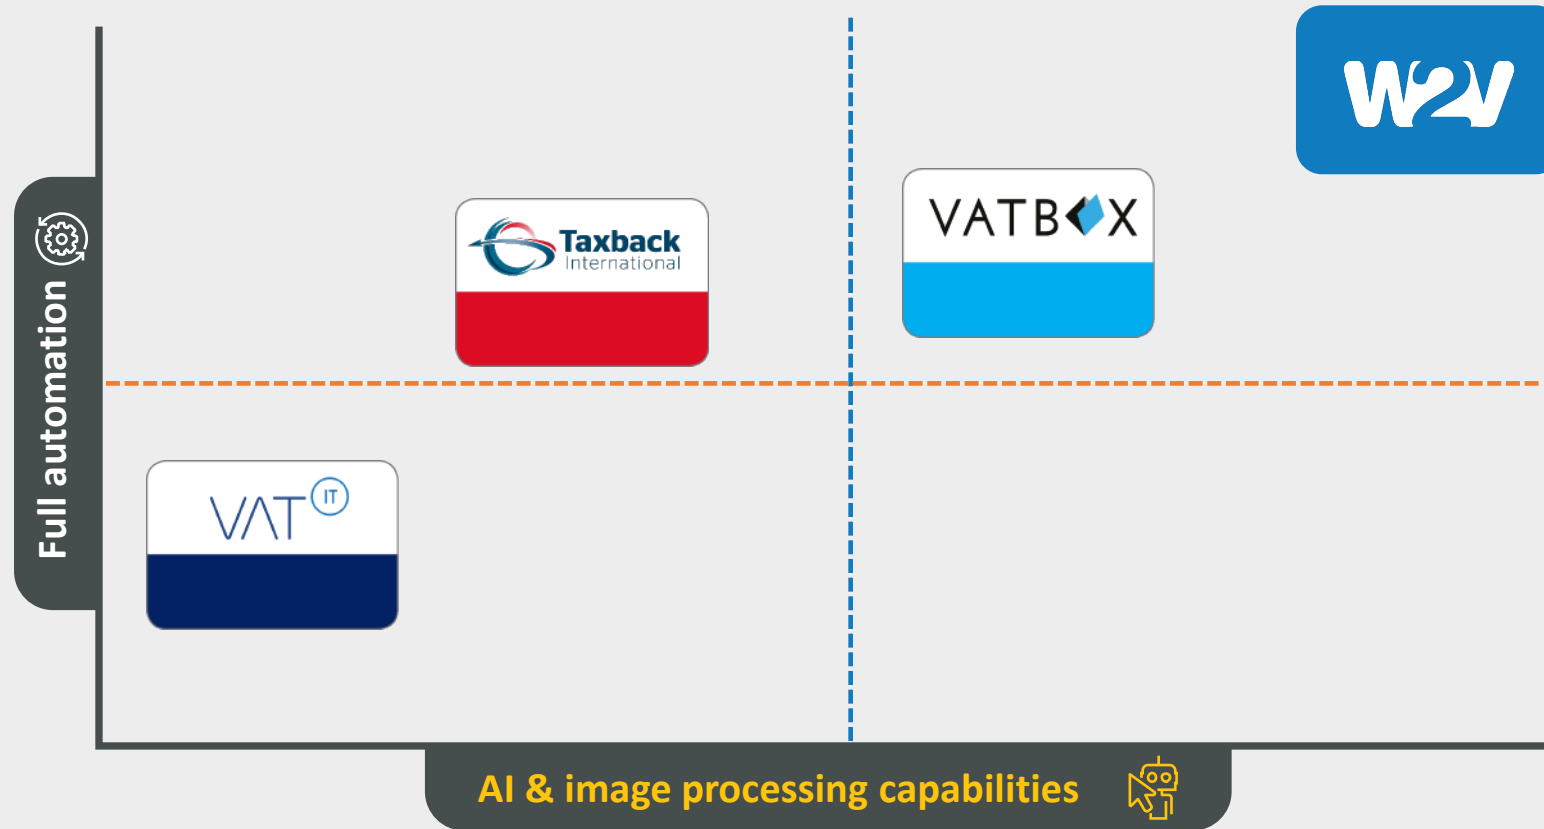 W2V
VATBOX
Taxback
International
Full automation
VAT IT
AI & image processing capabilities